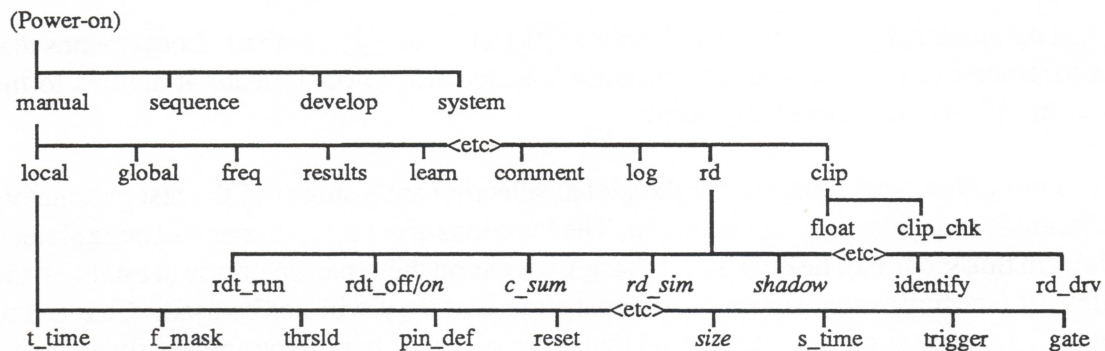 (Power-on)
manual sequence develop system
<etc>
local global freq results learn comment log rd clip
float clip_chk
<etc>
rdt_run rdt_off/on c_sum rd_sim shadow identify rd_drv
<etc>
t_time f_mask thrsld pin_def reset size s_time trigger gate